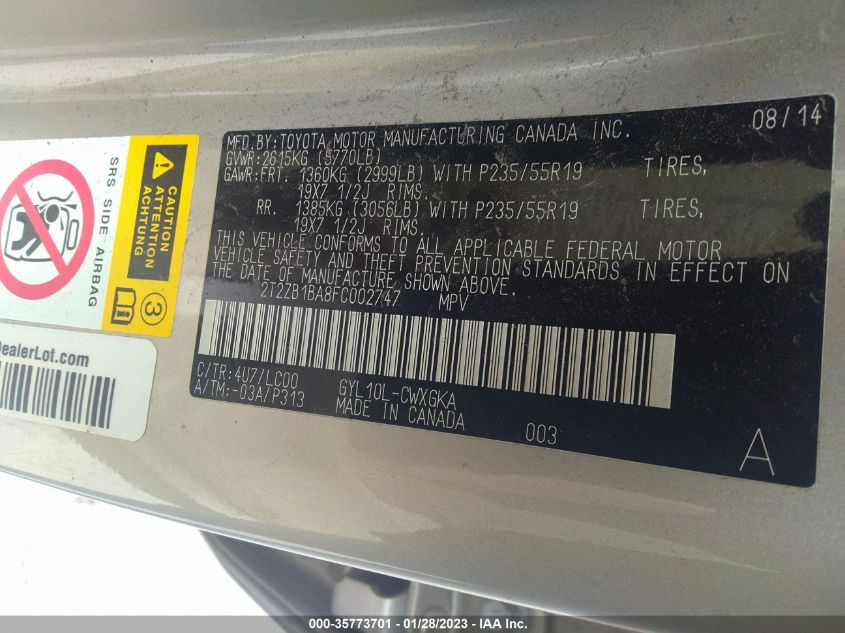 MFD.BY:TOYOTA MOTOR MANUFACTURING CANADA INC. 08/14
GVWR:2615KG (5770LB)
GAWR:FRT. 1360KG (2999LB) WITH P235/55R19 TIRES,
19X7 1/2J RIMS.
RR. 1385KG (3056LB) WITH P235/55R19 TIRES,
19X7 1/2J RIMS.
THIS VEHICLE CONFORMS TO ALL APPLICABLE FEDERAL MOTOR
VEHICLE SAFETY AND THEFT PREVENTION STANDARDS IN EFFECT ON
THE DATE OF MANUFACTURE SHOWN ABOVE.
2T2ZB1BA8FC002747 MPV
C/TR:4U7/LC00 GYL10L-CWXGKA
A/TM:-03A/P313 MADE IN CANADA
003
A
SRS SIDE AIRBAG
CAUTION
ATTENTION
ACHTUNG
3
DealerLot.com
000-35773701 - 01/28/2023 - IAA Inc.